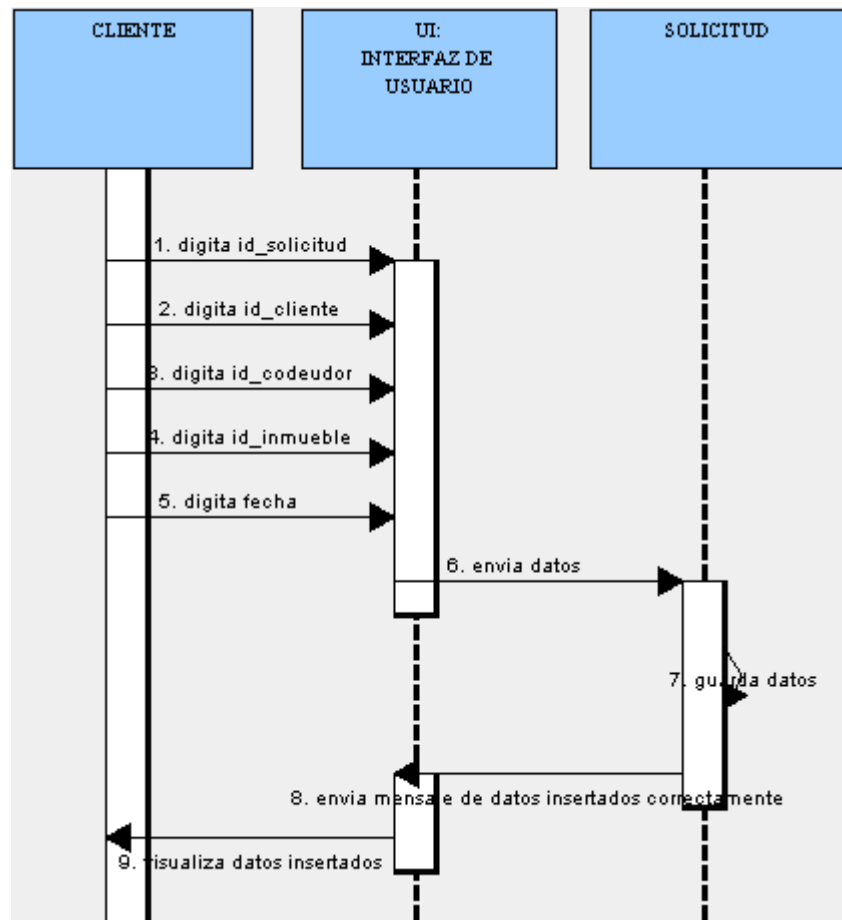 CLIENTE
UI:
INTERFAZ DE
USUARIO
SOLICITUD
1. digita id_solicitud
2. digita id_cliente
3. digita id_codeudor
4. digita id_inmueble
5. digita fecha
6. envia datos
7. guarda datos
8. envia mensaje de datos insertados correctamente
9. visualiza datos insertados